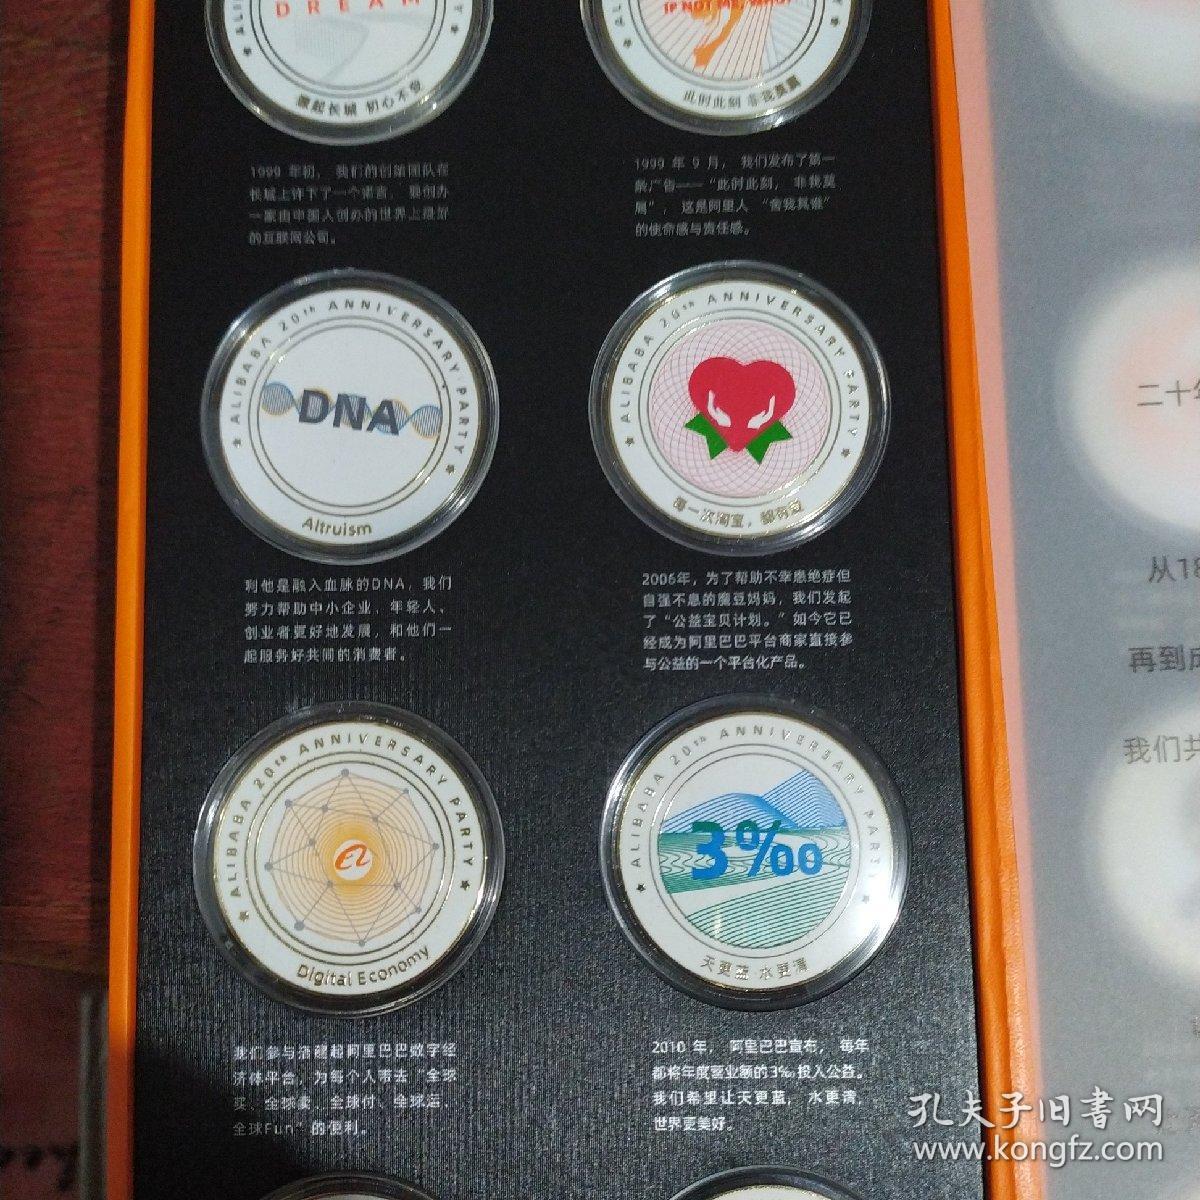 DREAM
源起长城 初心不变
1999 年初， 我们的创始团队在
长城上许下了一个诺言， 要创办
一家由中国人创办的世界上最好
的互联网公司。
IF NOT ME, WHO?
此时此刻 非我莫属
1999 年 9 月， 我们发布了第一
条广告——“此时此刻， 非我莫
属”， 这是阿里人 “舍我其谁”
的使命感与责任感。
ALIBABA 20th ANNIVERSARY PARTY
DNA
Altruism
利他是融入血脉的DNA，我们
努力帮助中小企业、年轻人、
创业者更好地发展，和他们一
起服务好共同的消费者。
ALIBABA 20th ANNIVERSARY PARTY
每一次淘宝，都有爱
2006年，为了帮助不幸患绝症但
自强不息的魔豆妈妈，我们发起
了“公益宝贝计划。”如今它已
经成为阿里巴巴平台商家直接参
与公益的一个平台化产品。
ALIBABA 20th ANNIVERSARY PARTY
Digital Economy
我们参与搭建起阿里巴巴数字经
济体平台，为每个人带去“全球
买、全球卖、全球付、全球运、
全球Fun”的便利。
ALIBABA 20th ANNIVERSARY PARTY
3‰
天更蓝 水更清
2010 年， 阿里巴巴宣布， 每年
都将年度营业额的3‰投入公益。
我们希望让天更蓝，水更清，
世界更美好。
二十
从18
再到成
我们共
孔夫子旧书网
www.kongfz.com